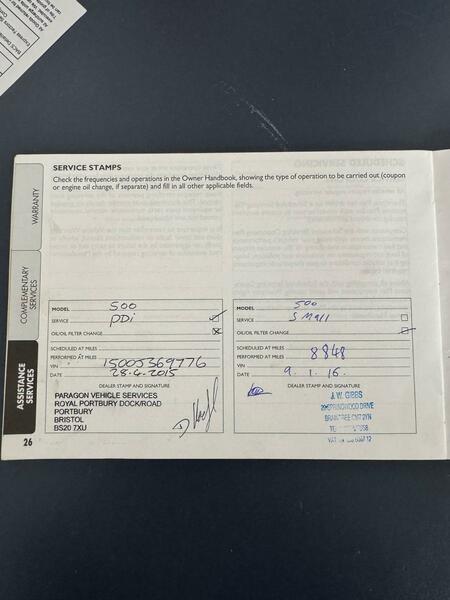 SERVICE STAMPS
Check the frequencies and operations in the Owner Handbook, showing the type of operation to be carried out (coupon
or engine oil change, if separate) and fill in all other applicable fields.
WARRANTY
COMPLEMENTARY
SERVICES
ASSISTANCE
SERVICES
MODEL 500
SERVICE PDi
OIL/OIL FILTER CHANGE
SCHEDULED AT MILES
PERFORMED AT MILES
VIN 15005369776
DATE 28.4.2015
DEALER STAMP AND SIGNATURE
PARAGON VEHICLE SERVICES
ROYAL PORTBURY DOCK/ROAD
PORTBURY
BRISTOL
BS20 7XU
MODEL 500
SERVICE Small
OIL/OIL FILTER CHANGE
SCHEDULED AT MILES
PERFORMED AT MILES 8848
VIN
DATE 9.1.16.
DEALER STAMP AND SIGNATURE
J.W. GIBBS
SPRINGWOOD DRIVE
BRAINTREE CM7 2YN
26